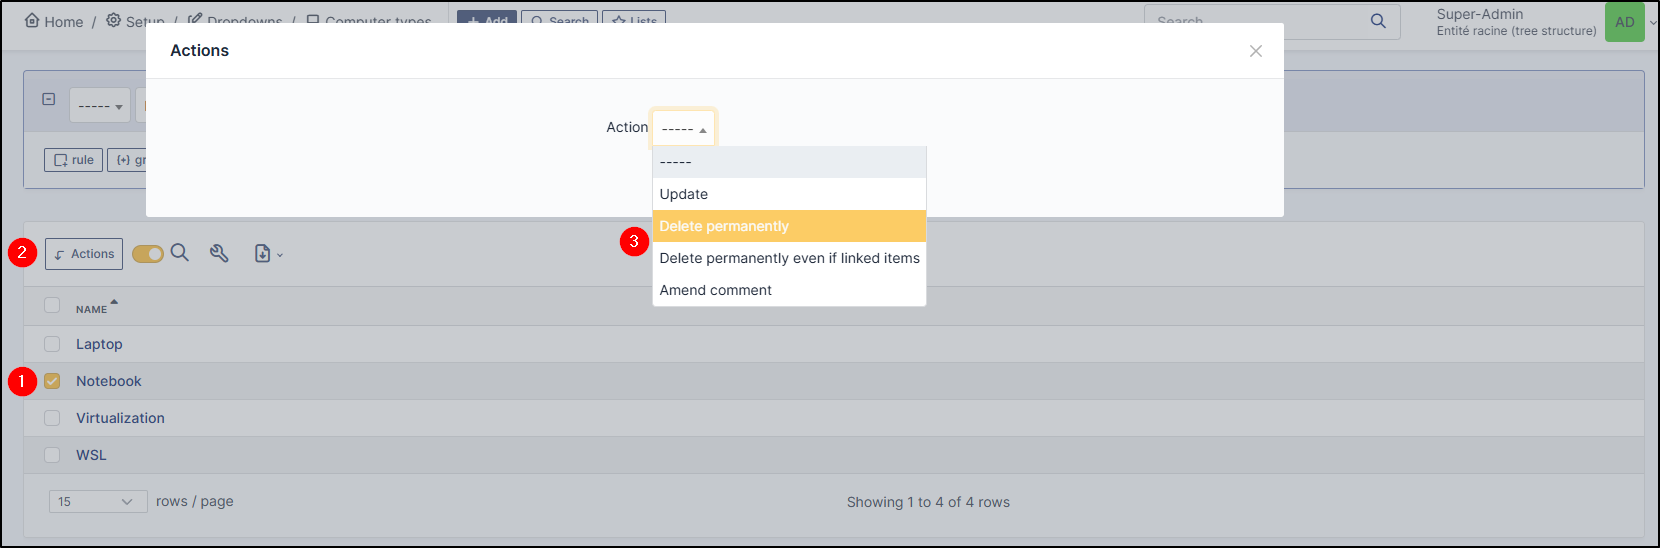 Home / Setup / Dropdowns / Computer types
Add
Search
Lists
Search
Super-Admin
Entité racine (tree structure)
AD
Actions
-----
Action
-----
-----
Update
Delete permanently
Delete permanently even if linked items
Amend comment
rule
{+} gr
1
2
3
Actions
NAME
Laptop
Notebook
Virtualization
WSL
15
rows / page
Showing 1 to 4 of 4 rows